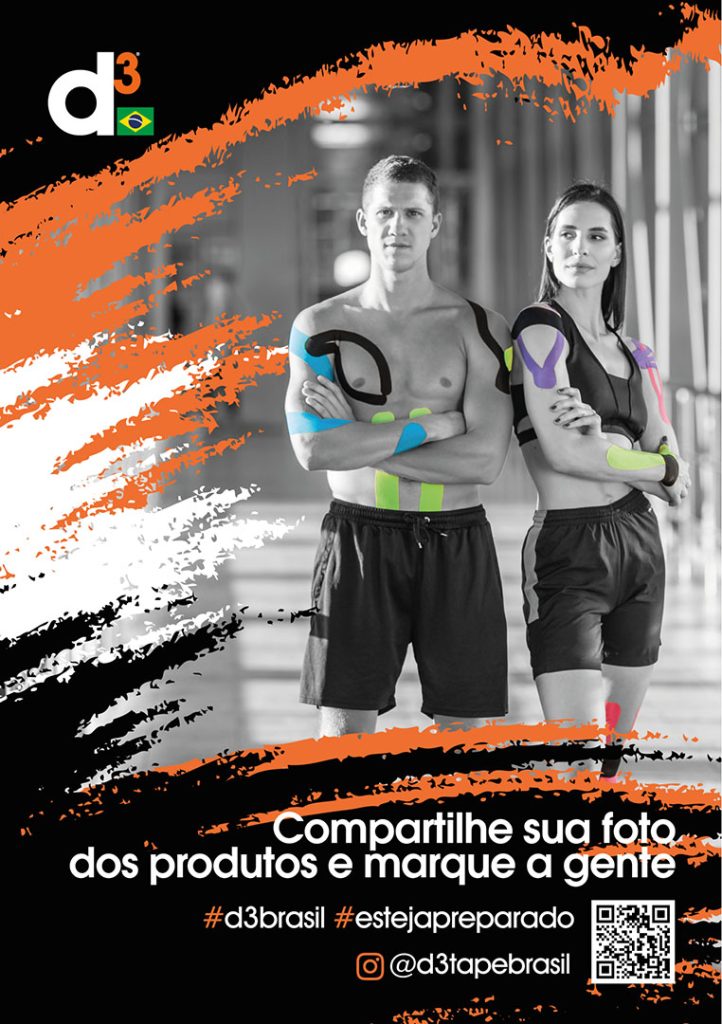 d3
Compartilhe sua foto
dos produtos e marque a gente
#d3brasil #estejapreparado
@d3tapebrasil